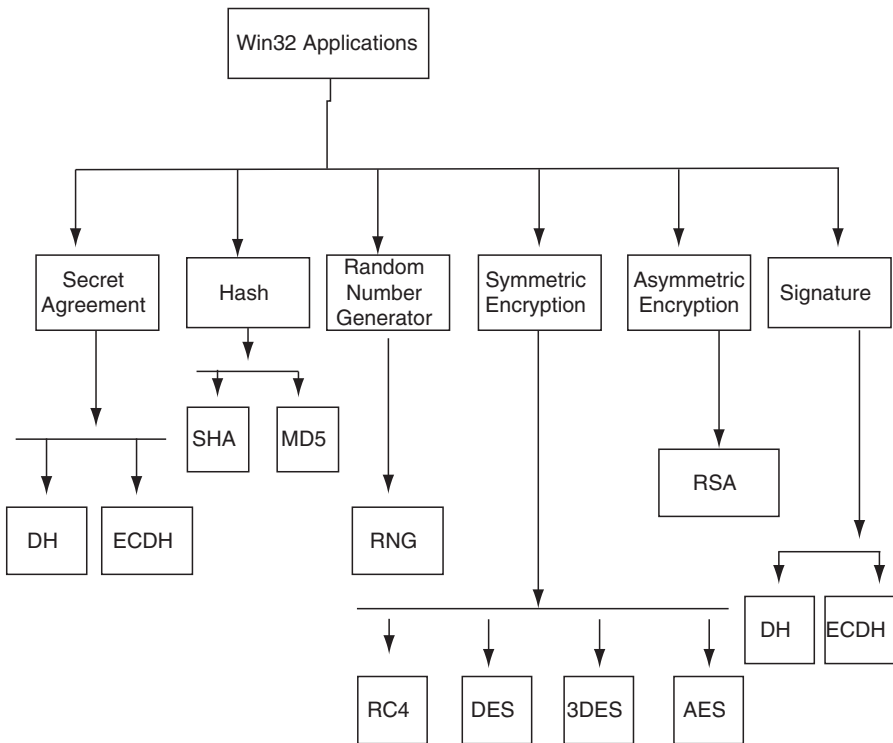 Win32 Applications
Secret
Agreement
Hash
Random
Number
Generator
Symmetric
Encryption
Asymmetric
Encryption
Signature
SHA
MD5
RSA
DH
ECDH
RNG
DH
ECDH
RC4
DES
3DES
AES